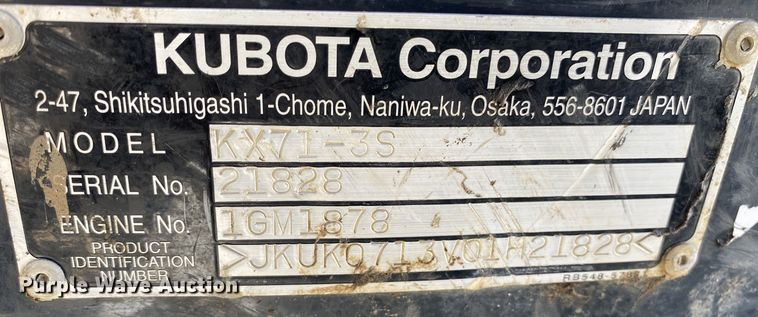 KUBOTA Corporation
2-47, Shikitsuhigashi 1-Chome, Naniwa-ku, Osaka, 556-8601 JAPAN
MODEL KX71-3S
SERIAL No. 21828
ENGINE No. 1GM1878
PRODUCT IDENTIFICATION NUMBER >JKUK0713V01H21828<
Purple Wave Auction